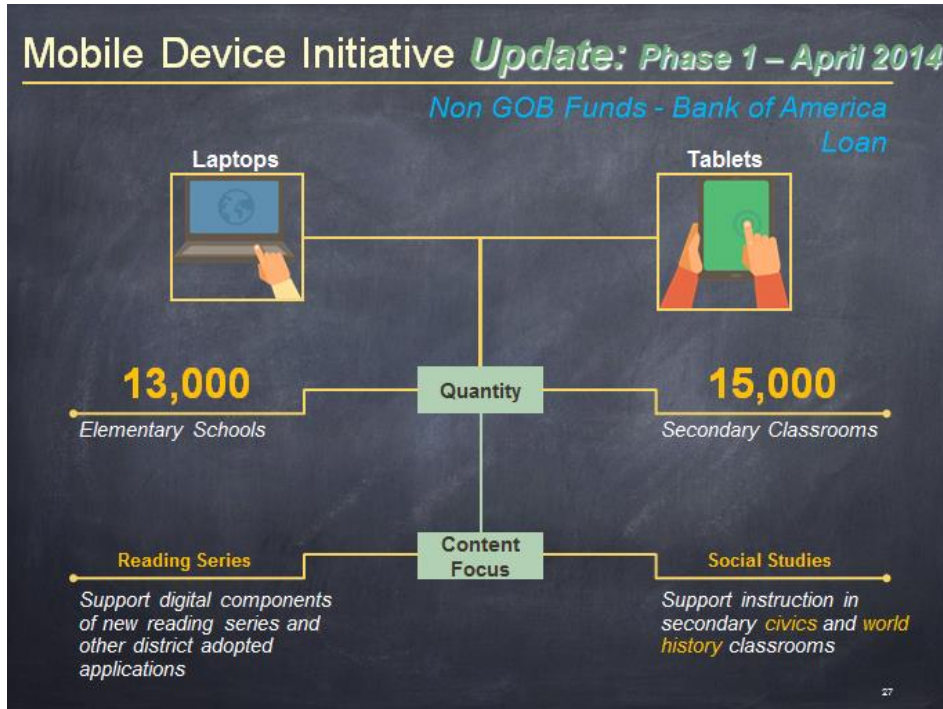 Mobile Device Initiative Update: Phase 1 – April 2014
Non GOB Funds - Bank of America
Loan
Laptops
Tablets
13,000
Quantity
15,000
Elementary Schools
Secondary Classrooms
Reading Series
Content
Focus
Social Studies
Support digital components
of new reading series and
other district adopted
applications
Support instruction in
secondary civics and world
history classrooms
27